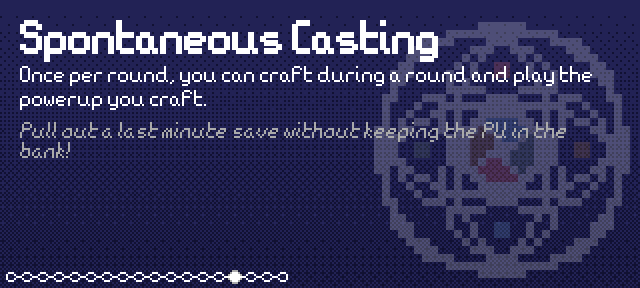 Spontaneous Casting
Once per round, you can craft during a round and play the
powerup you craft.
Pull out a last minute save without keeping the PU in the
bank!